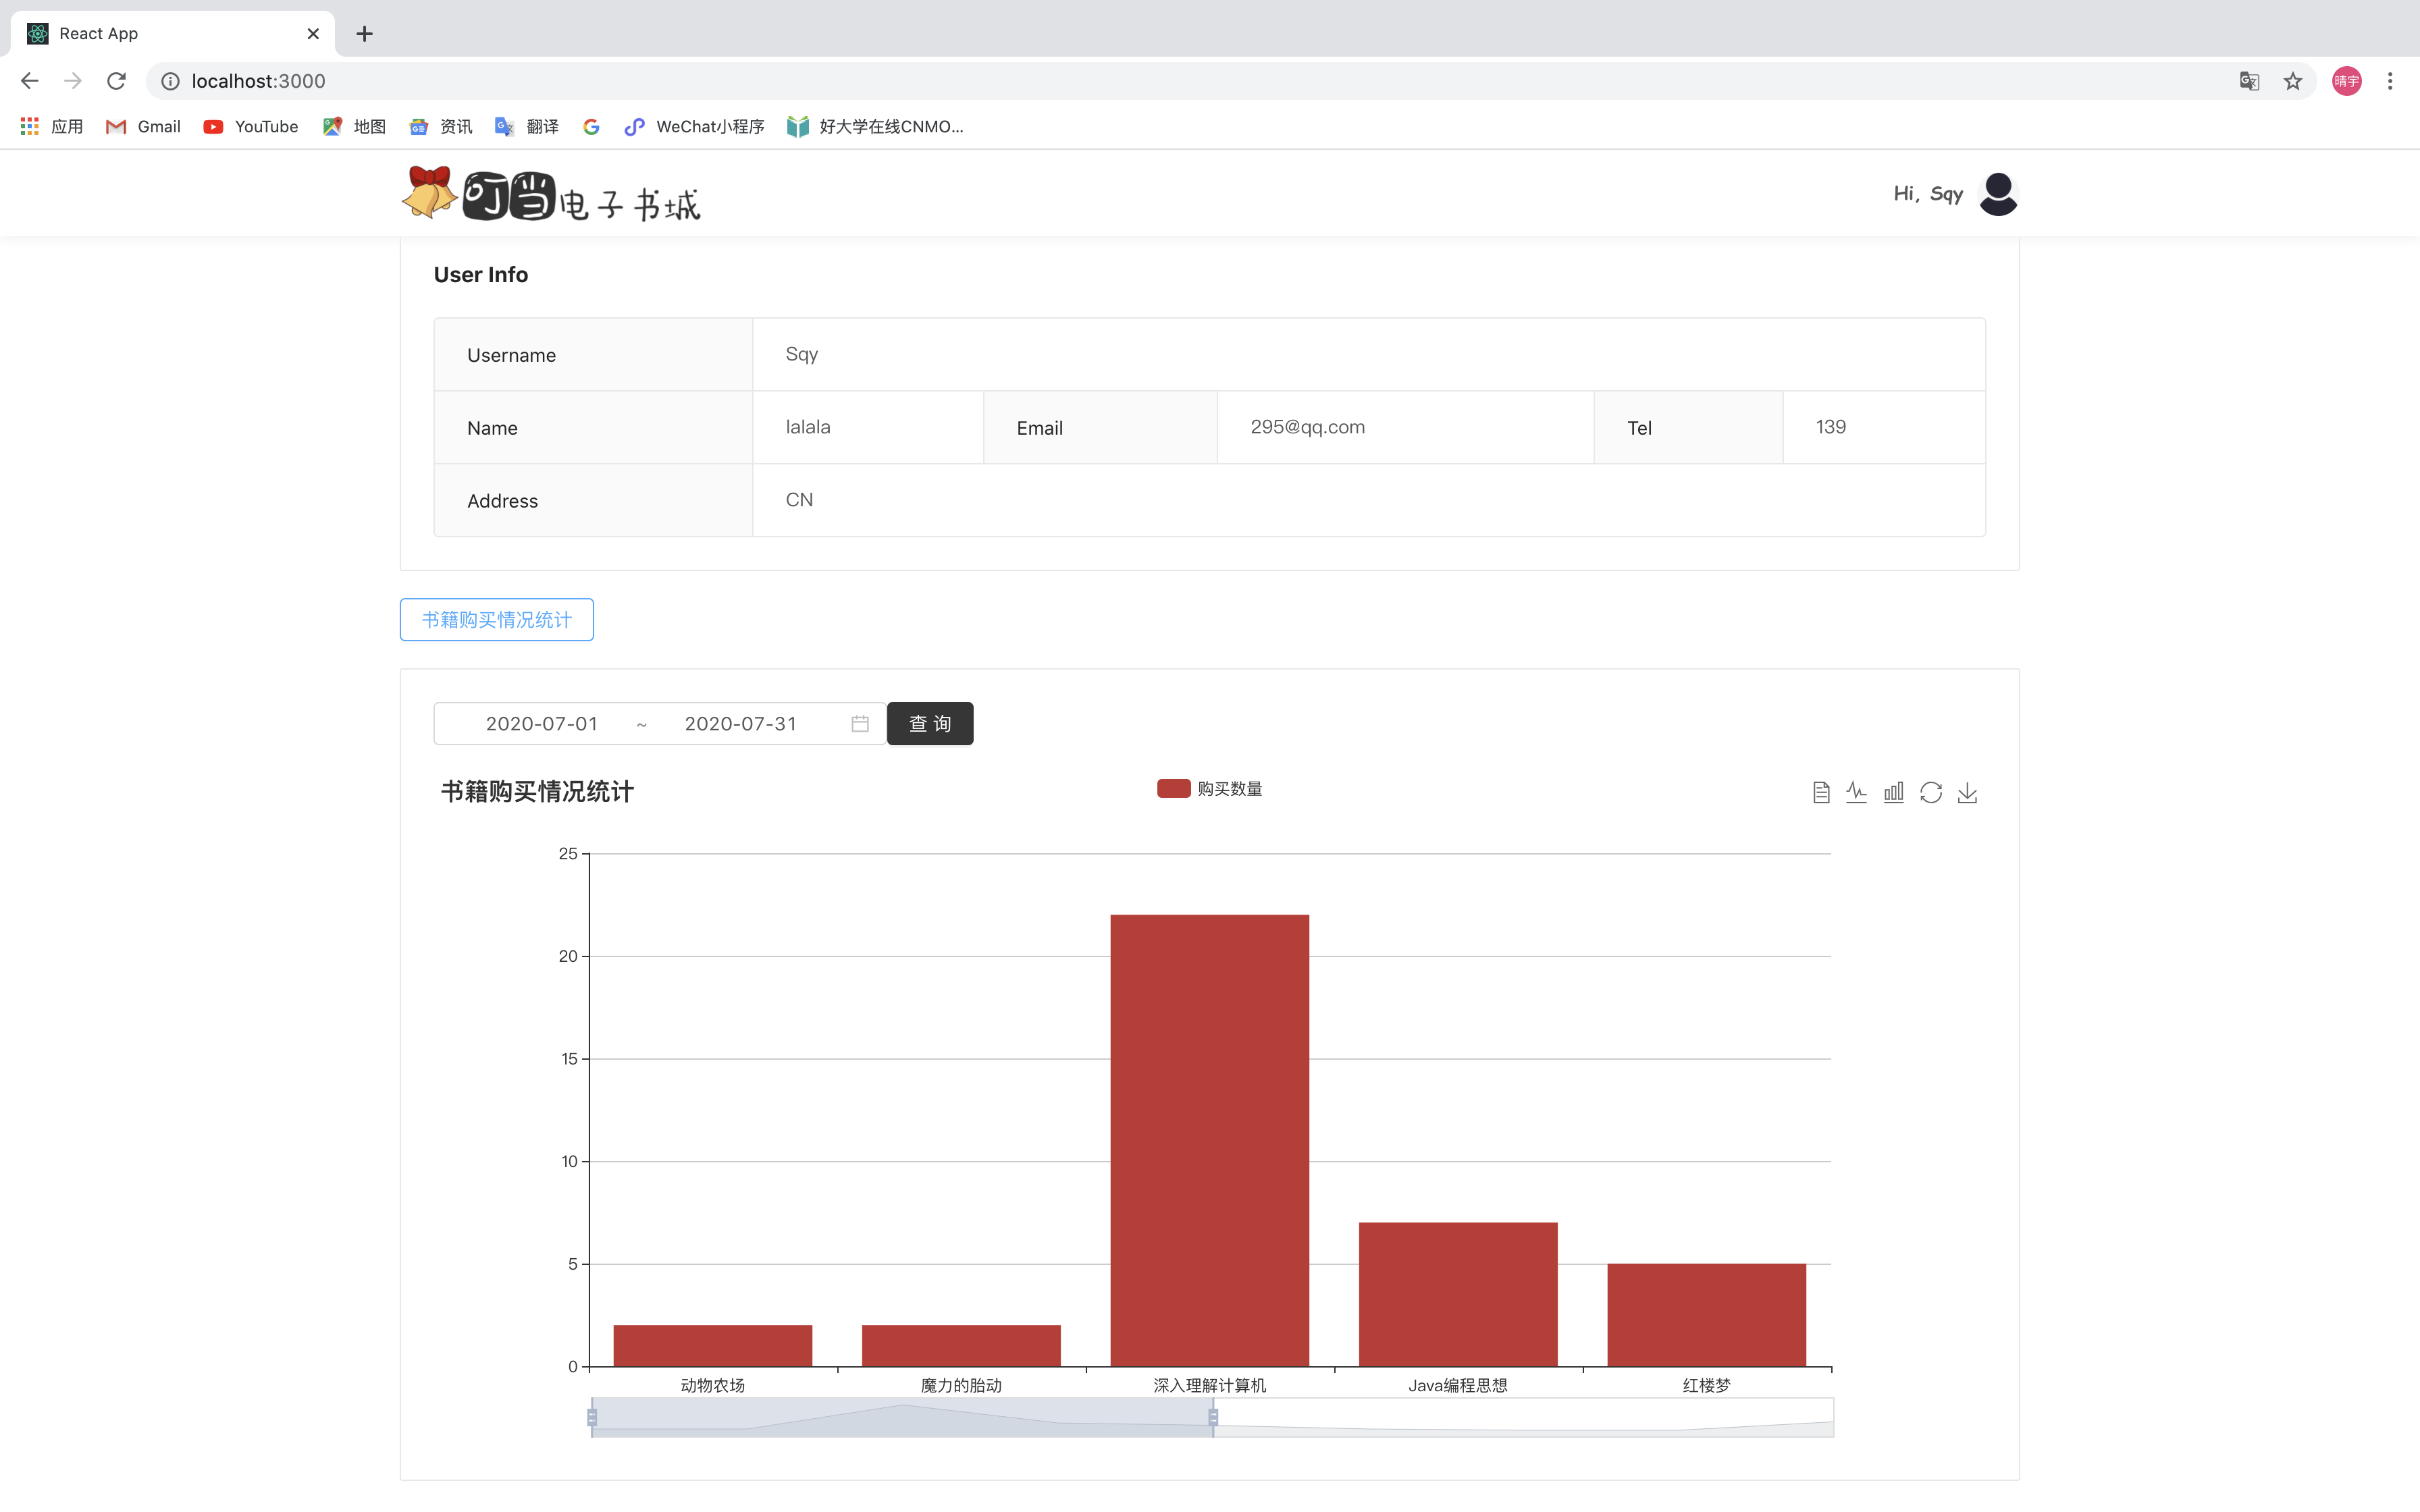 React App
localhost:3000
晴宇
应用 Gmail YouTube 地图 资讯 翻译 WeChat小程序 好大学在线CNMO...
叮当电子书城
Hi, Sqy
User Info
Username Sqy
Name lalala Email 295@qq.com Tel 139
Address CN
书籍购买情况统计
2020-07-01 ~ 2020-07-31 查 询
书籍购买情况统计
购买数量
25
20
15
10
5
0
动物农场 魔力的胎动 深入理解计算机 Java编程思想 红楼梦